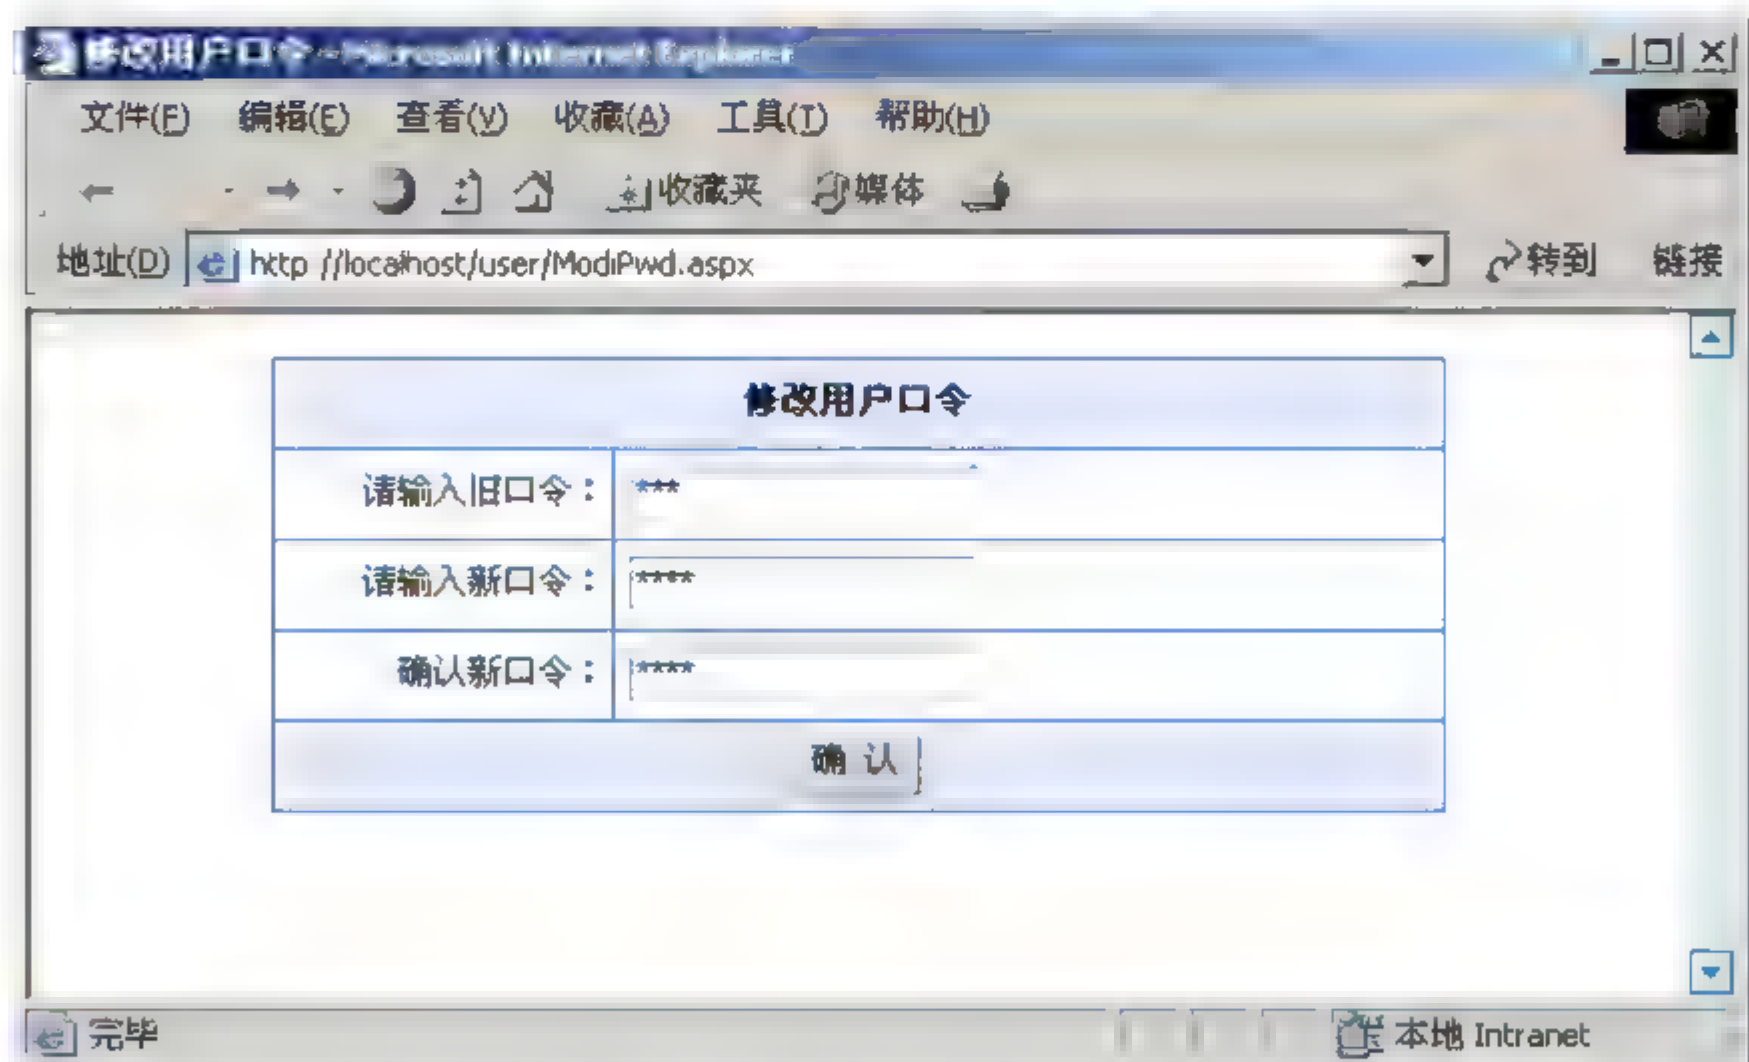 修改用户口令 - Microsoft Internet Explorer
文件(F) 编辑(E) 查看(V) 收藏(A) 工具(T) 帮助(H)
收藏夹 媒体
地址(D) http //localhost/user/ModiPwd.aspx 转到 链接
修改用户口令
请输入旧口令： ***
请输入新口令： ****
确认新口令： ****
确 认
完毕 本地 Intranet